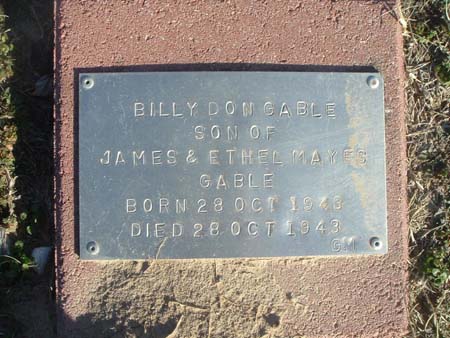 BILLY DON GABLE
SON OF
JAMES & ETHEL MAYES
GABLE
BORN 28 OCT 1943
DIED 28 OCT 1943
GM